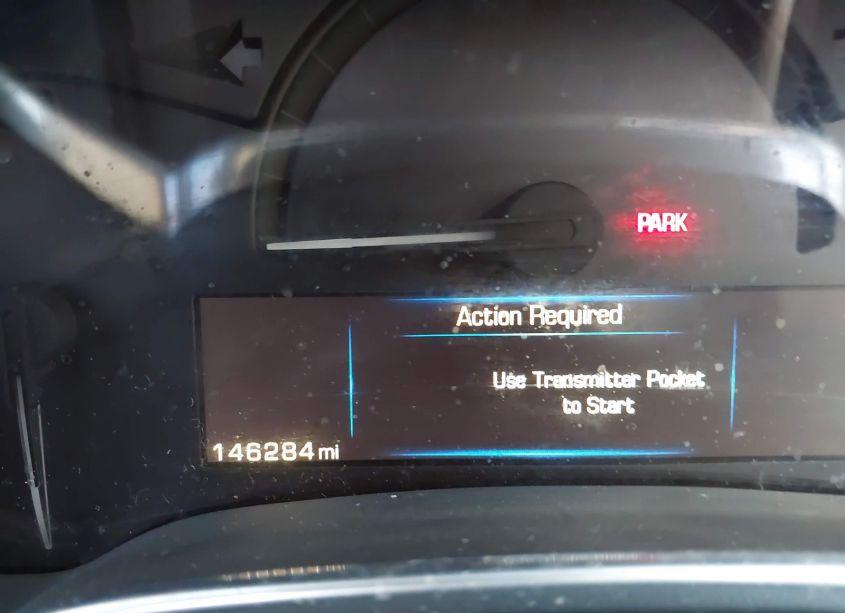 PARK
Action Required
Use Transmitter Pocket
to Start
146284 mi